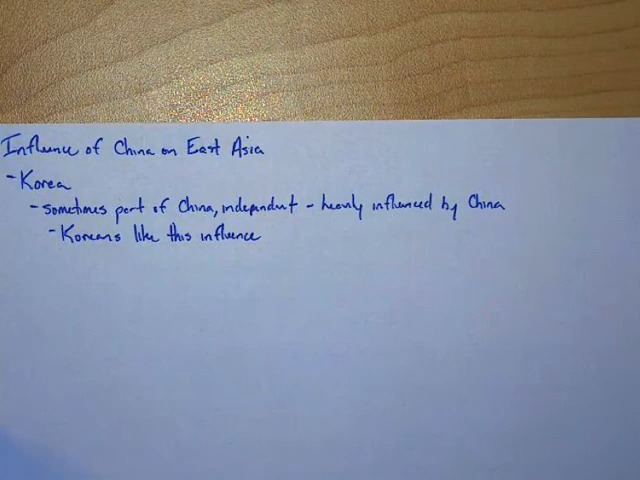 Influence of China on East Asia
- Korea
- sometimes part of China, independent - heavily influenced by China
- Koreans like this influence